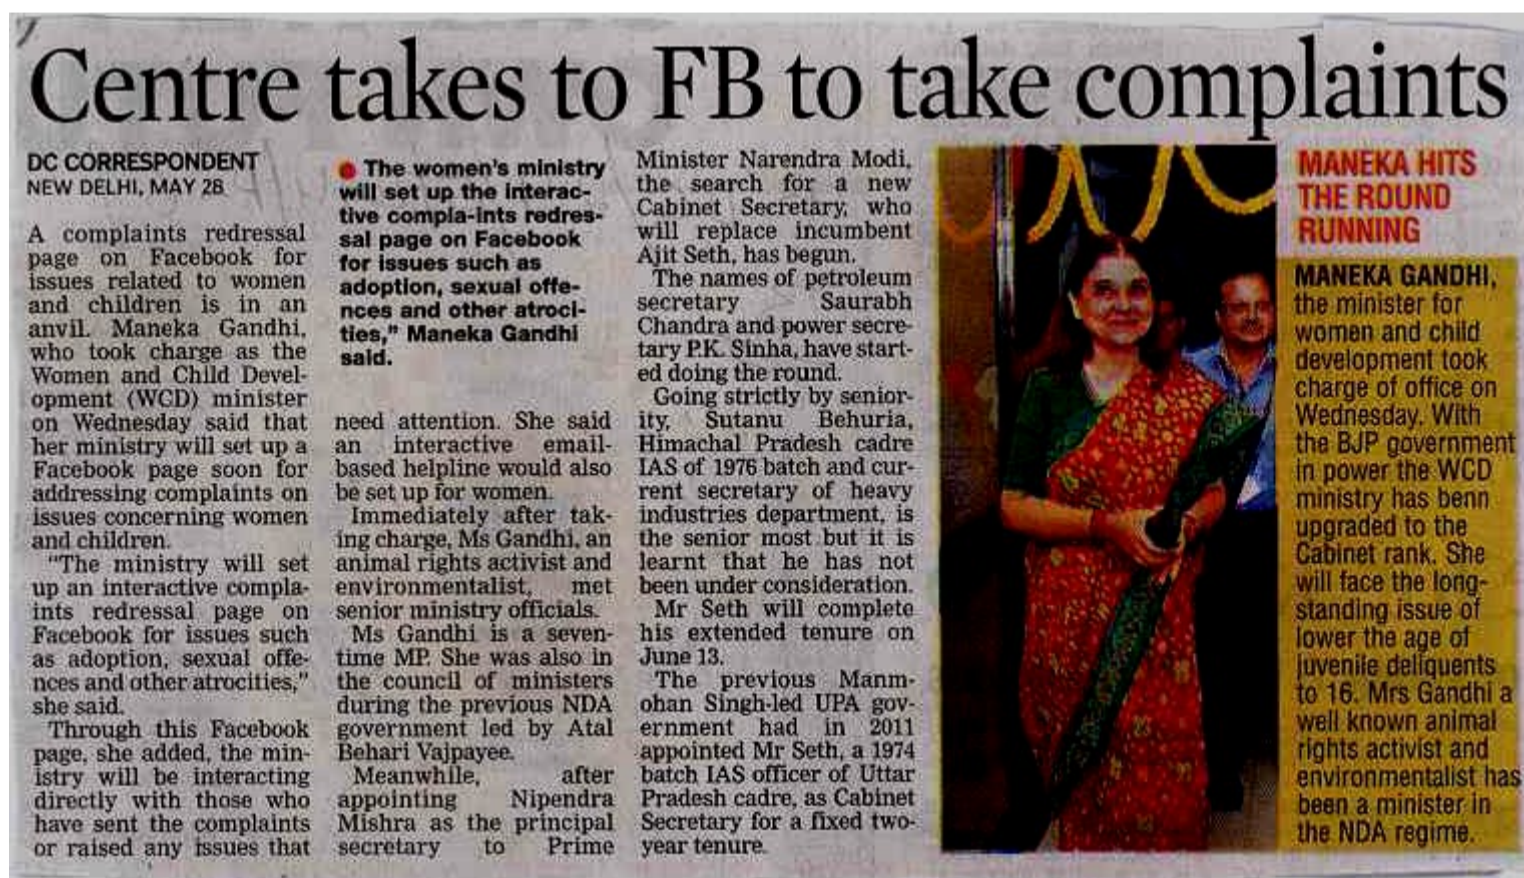 Centre takes to FB to take complaints
DC CORRESPONDENT
NEW DELHI, MAY 28
A complaints redressal
page on Facebook for
issues related to women
and children is in an
anvil. Maneka Gandhi,
who took charge as the
Women and Child Devel-
opment (WCD) minister
on Wednesday said that
her ministry will set up a
Facebook page soon for
addressing complaints on
issues concerning women
and children.
"The ministry will set
up an interactive compla-
ints redressal page on
Facebook for issues such
as adoption, sexual offe-
nces and other atrocities,"
she said.
Through this Facebook
page, she added, the min-
istry will be interacting
directly with those who
have sent the complaints
or raised any issues that
● The women's ministry
will set up the interac-
tive compla-ints redres-
sal page on Facebook
for issues such as
adoption, sexual offe-
nces and other atroci-
ties," Maneka Gandhi
said.
need attention. She said
an interactive email-
based helpline would also
be set up for women.
Immediately after tak-
ing charge, Ms Gandhi, an
animal rights activist and
environmentalist, met
senior ministry officials.
Ms Gandhi is a seven-
time MP. She was also in
the council of ministers
during the previous NDA
government led by Atal
Behari Vajpayee.
Meanwhile, after
appointing Nipendra
Mishra as the principal
secretary to Prime
Minister Narendra Modi,
the search for a new
Cabinet Secretary, who
will replace incumbent
Ajit Seth, has begun.
The names of petroleum
secretary Saurabh
Chandra and power secre-
tary P.K. Sinha, have start-
ed doing the round.
Going strictly by senior-
ity, Sutanu Behuria,
Himachal Pradesh cadre
IAS of 1976 batch and cur-
rent secretary of heavy
industries department, is
the senior most but it is
learnt that he has not
been under consideration.
Mr Seth will complete
his extended tenure on
June 13.
The previous Manm-
ohan Singh-led UPA gov-
ernment had in 2011
appointed Mr Seth, a 1974
batch IAS officer of Uttar
Pradesh cadre, as Cabinet
Secretary for a fixed two-
year tenure.
MANEKA HITS
THE ROUND
RUNNING
MANEKA GANDHI,
the minister for
women and child
development took
charge of office on
Wednesday. With
the BJP government
in power the WCD
ministry has benn
upgraded to the
Cabinet rank. She
will face the long-
standing issue of
lower the age of
juvenile deliquents
to 16. Mrs Gandhi a
well known animal
rights activist and
environmentalist has
been a minister in
the NDA regime.